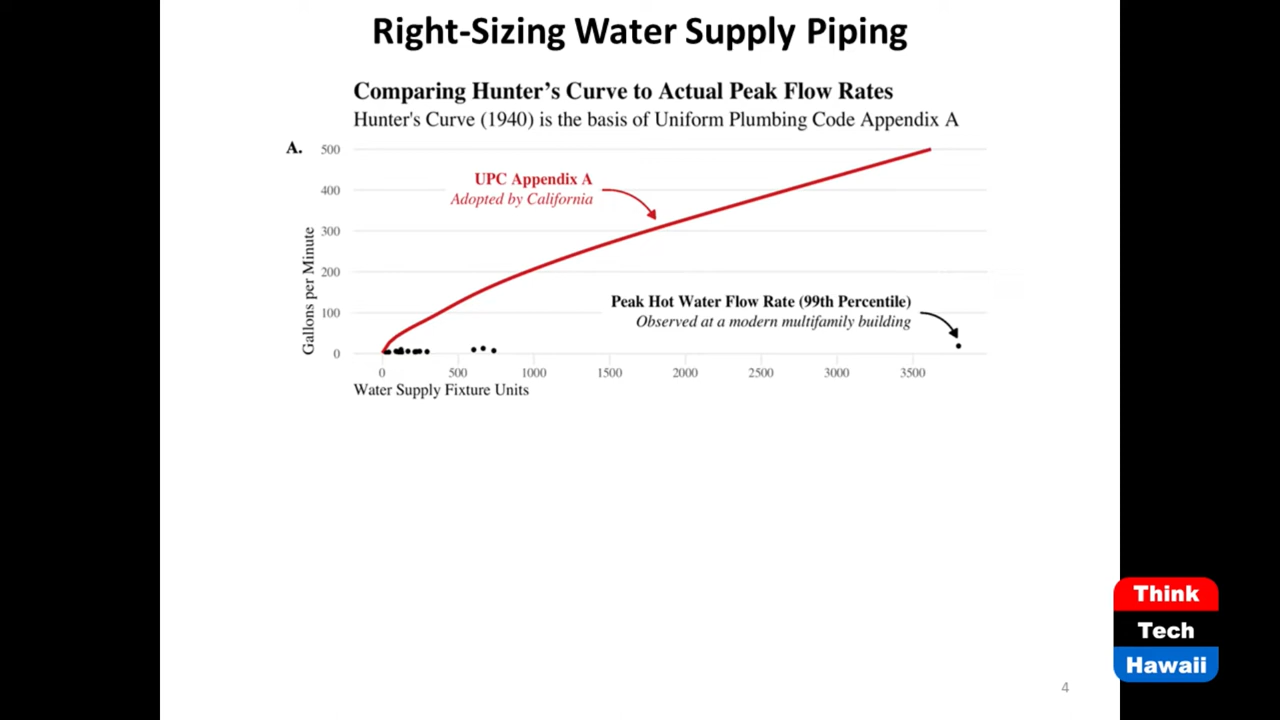 Right-Sizing Water Supply Piping
Comparing Hunter's Curve to Actual Peak Flow Rates
Hunter's Curve (1940) is the basis of Uniform Plumbing Code Appendix A
A.
500
400
300
200
100
0
Gallons per Minute
UPC Appendix A
Adopted by California
Peak Hot Water Flow Rate (99th Percentile)
Observed at a modern multifamily building
0 500 1000 1500 2000 2500 3000 3500
Water Supply Fixture Units
Think
Tech
Hawaii
4